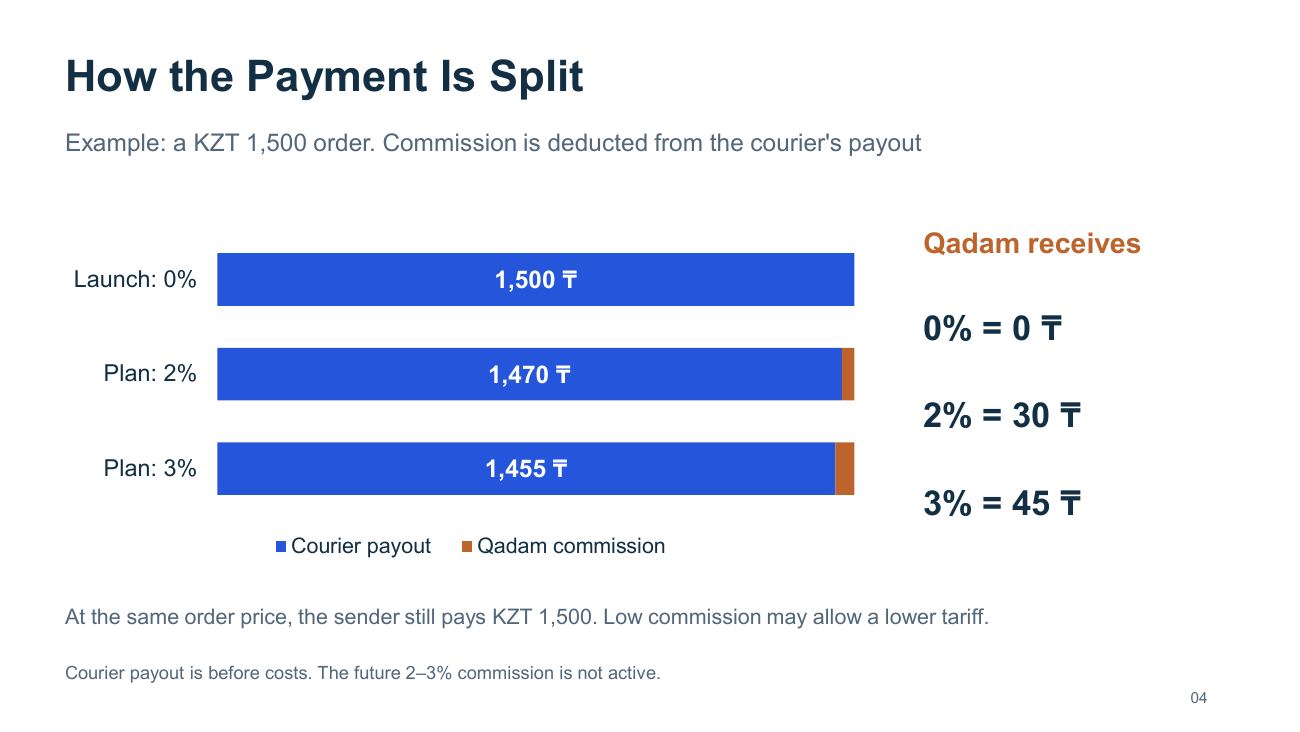 How the Payment Is Split
Example: a KZT 1,500 order. Commission is deducted from the courier's payout
Launch: 0%
1,500 ₸
Plan: 2%
1,470 ₸
Plan: 3%
1,455 ₸
Courier payout
Qadam commission
Qadam receives
0% = 0 ₸
2% = 30 ₸
3% = 45 ₸
At the same order price, the sender still pays KZT 1,500. Low commission may allow a lower tariff.
Courier payout is before costs. The future 2–3% commission is not active.
04